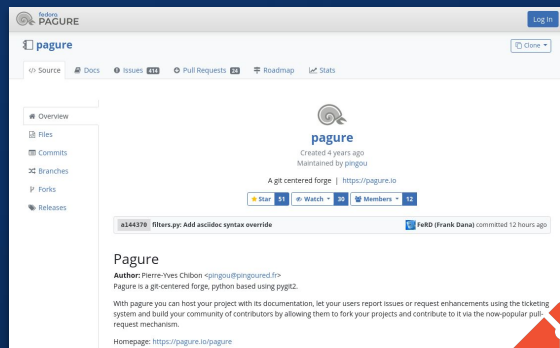 fedora
PAGURE
Log In
pagure
Clone
Source
Docs
Issues 414
Pull Requests 24
Roadmap
Stats
Overview
Files
Commits
Branches
Forks
Releases
pagure
Created 4 years ago
Maintained by pingou
A git centered forge | https://pagure.io
Star 51
Watch 30
Members 12
a144370 filters.py: Add asciidoc syntax override
FeRD (Frank Dana) committed 12 hours ago
Pagure
Author: Pierre-Yves Chibon <pingou@pingoured.fr>
Pagure is a git-centered forge, python based using pygit2.
With pagure you can host your project with its documentation, let your users report issues or request enhancements using the ticketing
system and build your community of contributors by allowing them to fork your projects and contribute to it via the now-popular pull-
request mechanism.
Homepage: https://pagure.io/pagure